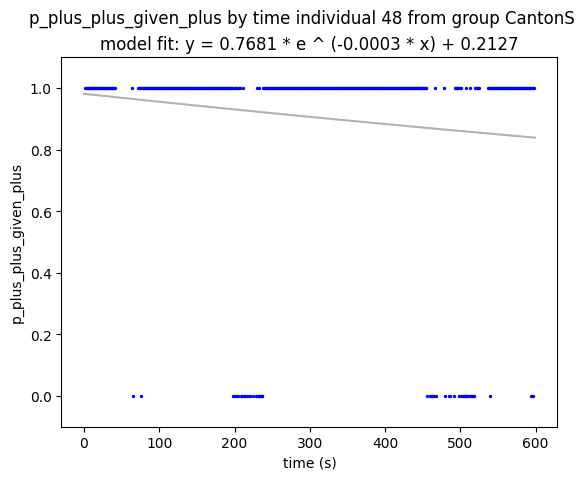 p_plus_plus_given_plus by time individual 48 from group CantonS
model fit: y = 0.7681 * e ^ (-0.0003 * x) + 0.2127
1.0
0.8
0.6
0.4
0.2
0.0
p_plus_plus_given_plus
0 100 200 300 400 500 600
time (s)